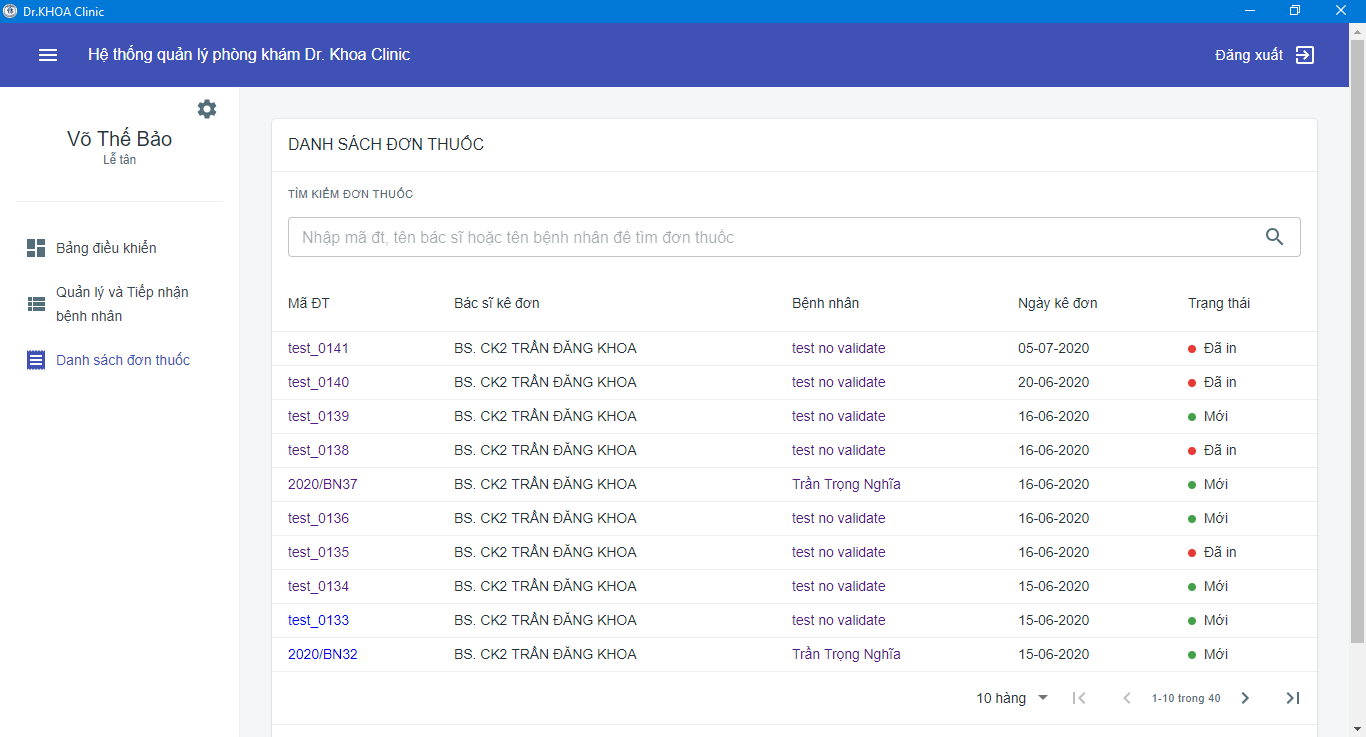 Dr.KHOA Clinic
Hệ thống quản lý phòng khám Dr. Khoa Clinic
Đăng xuất
Võ Thế Bảo
Lễ tân
Bảng điều khiển
Quản lý và Tiếp nhận
bệnh nhân
Danh sách đơn thuốc
DANH SÁCH ĐƠN THUỐC
TÌM KIẾM ĐƠN THUỐC
Nhập mã đt, tên bác sĩ hoặc tên bệnh nhân để tìm đơn thuốc
Mã ĐT Bác sĩ kê đơn Bệnh nhân Ngày kê đơn Trạng thái
test_0141 BS. CK2 TRẦN ĐĂNG KHOA test no validate 05-07-2020 Đã in
test_0140 BS. CK2 TRẦN ĐĂNG KHOA test no validate 20-06-2020 Đã in
test_0139 BS. CK2 TRẦN ĐĂNG KHOA test no validate 16-06-2020 Mới
test_0138 BS. CK2 TRẦN ĐĂNG KHOA test no validate 16-06-2020 Đã in
2020/BN37 BS. CK2 TRẦN ĐĂNG KHOA Trần Trọng Nghĩa 16-06-2020 Mới
test_0136 BS. CK2 TRẦN ĐĂNG KHOA test no validate 16-06-2020 Mới
test_0135 BS. CK2 TRẦN ĐĂNG KHOA test no validate 16-06-2020 Đã in
test_0134 BS. CK2 TRẦN ĐĂNG KHOA test no validate 15-06-2020 Mới
test_0133 BS. CK2 TRẦN ĐĂNG KHOA test no validate 15-06-2020 Mới
2020/BN32 BS. CK2 TRẦN ĐĂNG KHOA Trần Trọng Nghĩa 15-06-2020 Mới
10 hàng 1-10 trong 40